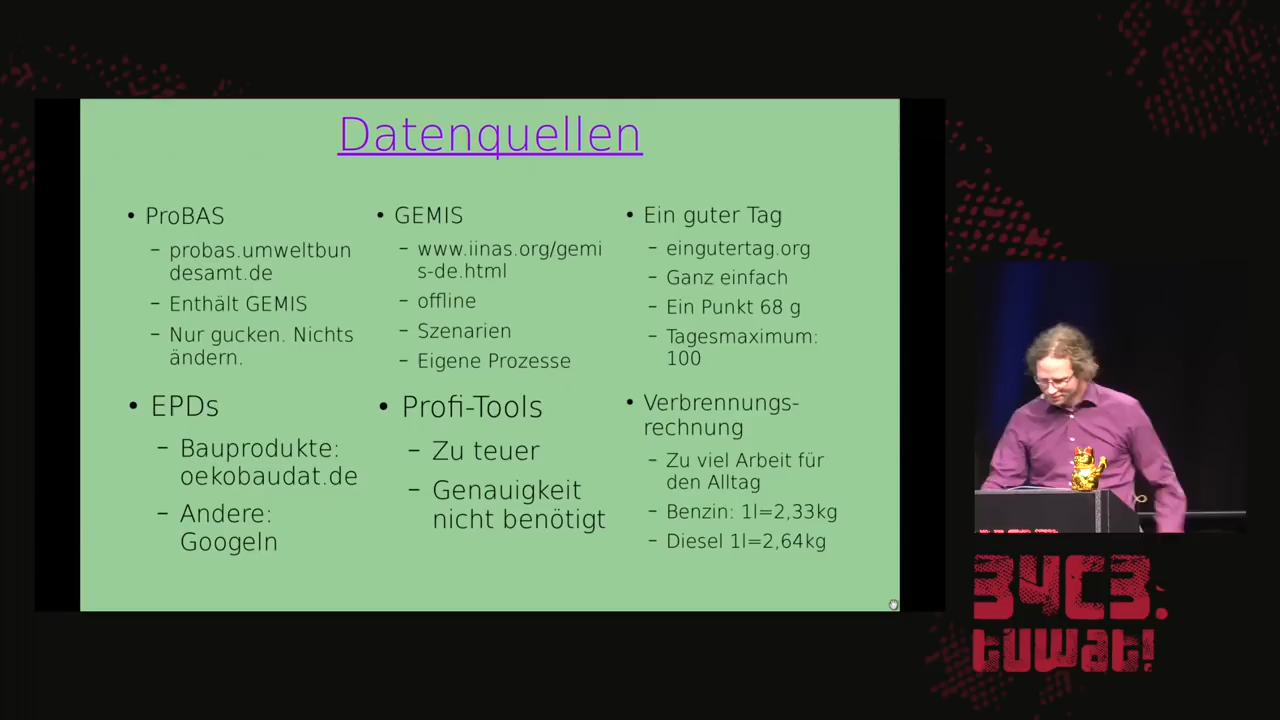 Datenquellen
• ProBAS
– probas.umweltbun
desamt.de
– Enthält GEMIS
– Nur gucken. Nichts
ändern.
• GEMIS
– www.iinas.org/gemi
s-de.html
– offline
– Szenarien
– Eigene Prozesse
• Ein guter Tag
– eingutertag.org
– Ganz einfach
– Ein Punkt 68 g
– Tagesmaximum:
100
• EPDs
– Bauprodukte:
oekobaudat.de
– Andere:
Googeln
• Profi-Tools
– Zu teuer
– Genauigkeit
nicht benötigt
• Verbrennungs-
rechnung
– Zu viel Arbeit für
den Alltag
– Benzin: 1l=2,33kg
– Diesel 1l=2,64kg
34C3.
tuwat!